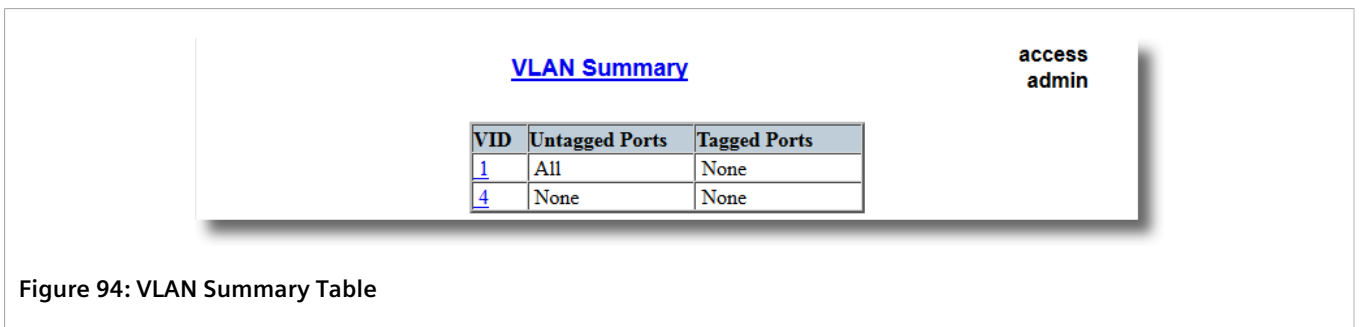 VLAN Summary
access
admin
VID Untagged Ports Tagged Ports
1 All None
4 None None
Figure 94: VLAN Summary Table